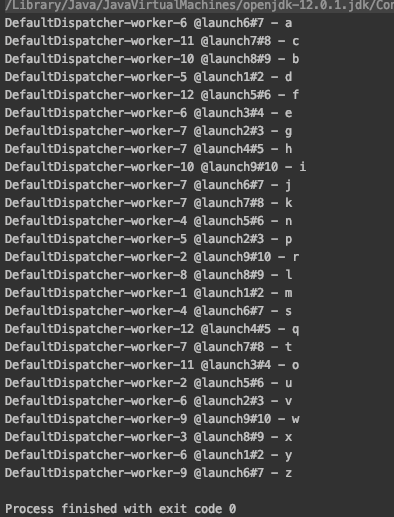 /Library/Java/JavaVirtualMachines/openjdk-12.0.1.jdk/Con
DefaultDispatcher-worker-6 @launch6#7 - a
DefaultDispatcher-worker-11 @launch7#8 - c
DefaultDispatcher-worker-10 @launch8#9 - b
DefaultDispatcher-worker-5 @launch1#2 - d
DefaultDispatcher-worker-12 @launch5#6 - f
DefaultDispatcher-worker-6 @launch3#4 - e
DefaultDispatcher-worker-7 @launch2#3 - g
DefaultDispatcher-worker-7 @launch4#5 - h
DefaultDispatcher-worker-10 @launch9#10 - i
DefaultDispatcher-worker-7 @launch6#7 - j
DefaultDispatcher-worker-7 @launch7#8 - k
DefaultDispatcher-worker-4 @launch5#6 - n
DefaultDispatcher-worker-5 @launch2#3 - p
DefaultDispatcher-worker-2 @launch9#10 - r
DefaultDispatcher-worker-8 @launch8#9 - l
DefaultDispatcher-worker-1 @launch1#2 - m
DefaultDispatcher-worker-4 @launch6#7 - s
DefaultDispatcher-worker-12 @launch4#5 - q
DefaultDispatcher-worker-7 @launch7#8 - t
DefaultDispatcher-worker-11 @launch3#4 - o
DefaultDispatcher-worker-2 @launch5#6 - u
DefaultDispatcher-worker-6 @launch2#3 - v
DefaultDispatcher-worker-9 @launch9#10 - w
DefaultDispatcher-worker-3 @launch8#9 - x
DefaultDispatcher-worker-6 @launch1#2 - y
DefaultDispatcher-worker-9 @launch6#7 - z
Process finished with exit code 0